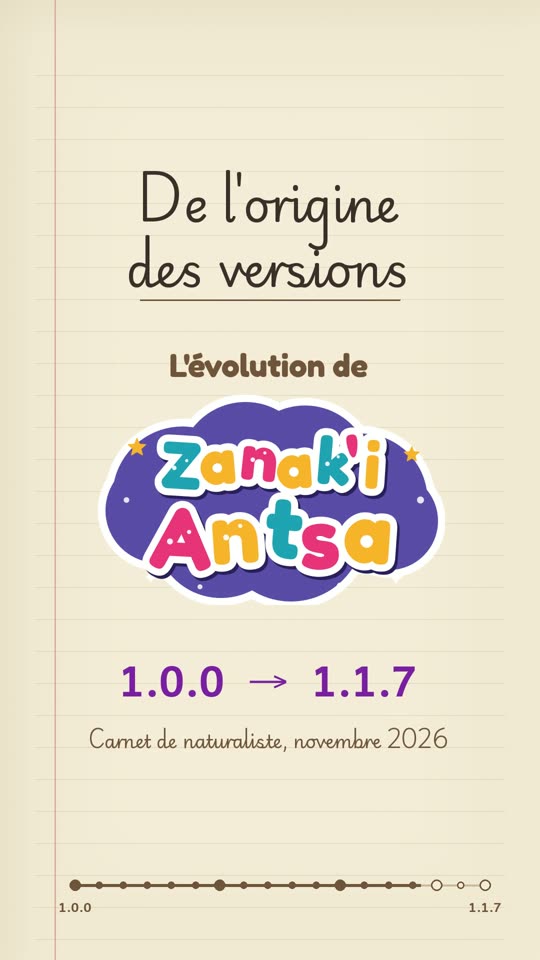 De l'origine
des versions
L'évolution de
Zanak'i
Antsa
1.0.0 → 1.1.7
Carnet de naturaliste, novembre 2026
1.0.0 1.1.7